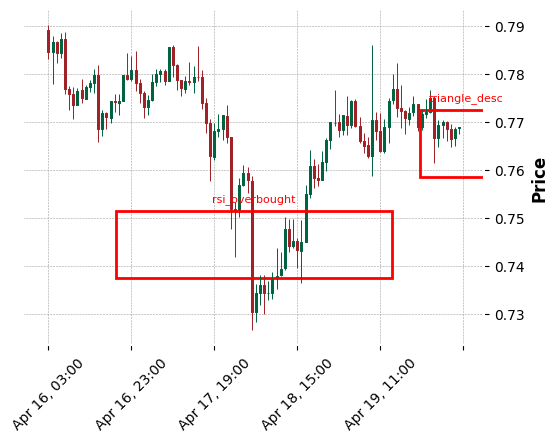 0.79
0.78
triangle_desc
0.77
0.76
rsi_overbought
0.75
0.74
0.73
Price
Apr 16, 03:00
Apr 16, 23:00
Apr 17, 19:00
Apr 18, 15:00
Apr 19, 11:00